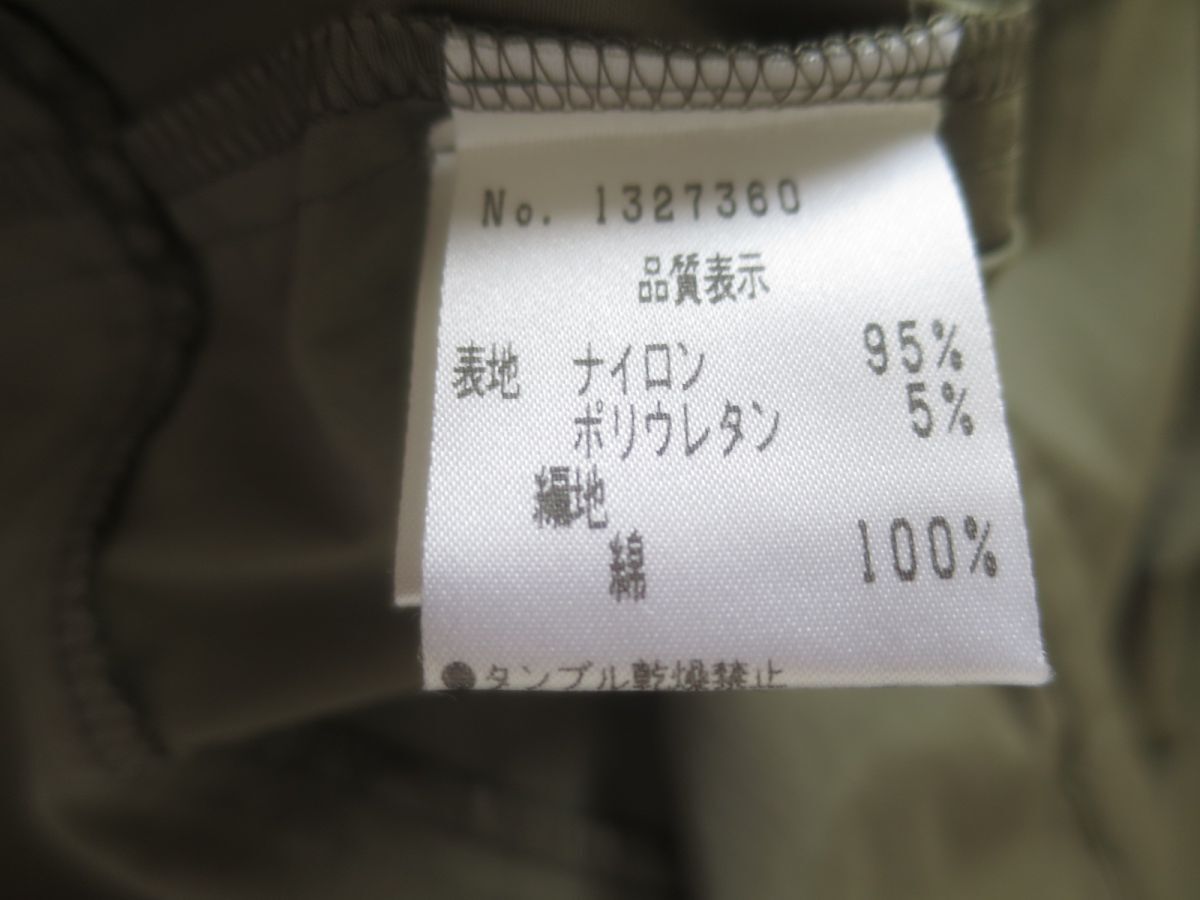 No. 1327360
品質表示
表地 ナイロン 95%
ポリウレタン 5%
編地
綿 100%
●タンブル乾燥禁止